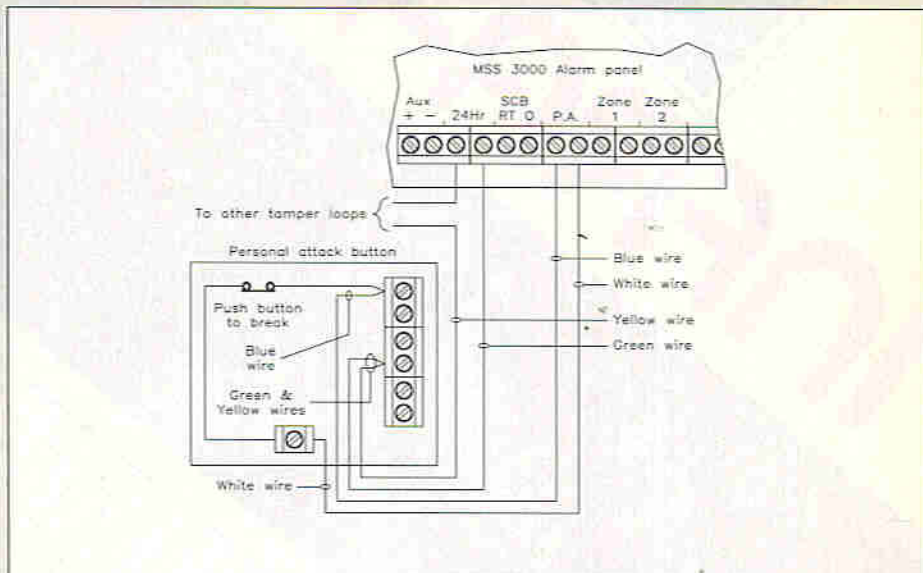 MSS 3000 Alarm panel
Aux SCB Zone Zone
+ − 24Hr RT O P.A. 1 2
To other tamper loops
Personal attack button
Push button
to break
Blue
wire
Green &
Yellow wires
White wire
Blue wire
White wire
Yellow wire
Green wire